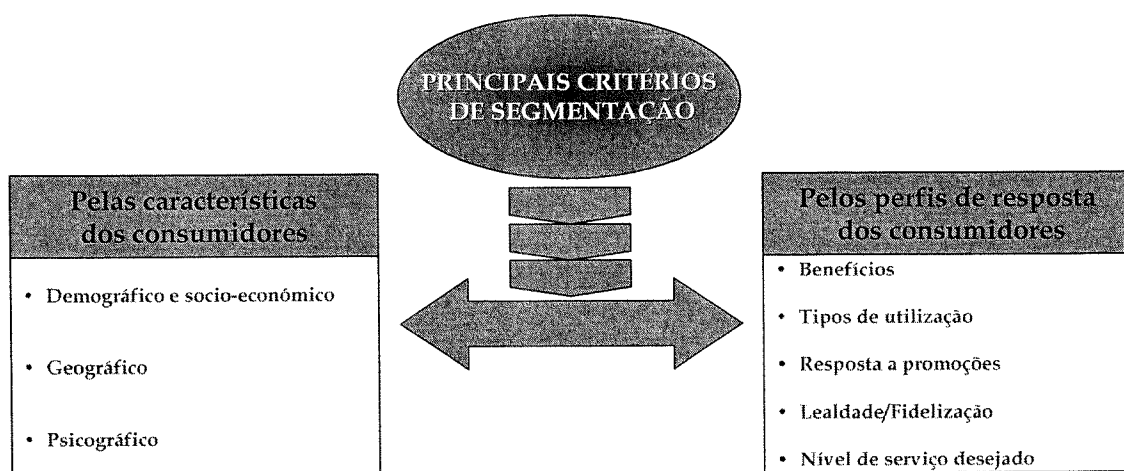 PRINCIPAIS CRITÉRIOS
DE SEGMENTAÇÃO
Pelas características
dos consumidores
• Demográfico e socio-económico
• Geográfico
• Psicográfico
Pelos perfis de resposta
dos consumidores
• Benefícios
• Tipos de utilização
• Resposta a promoções
• Lealdade/Fidelização
• Nível de serviço desejado